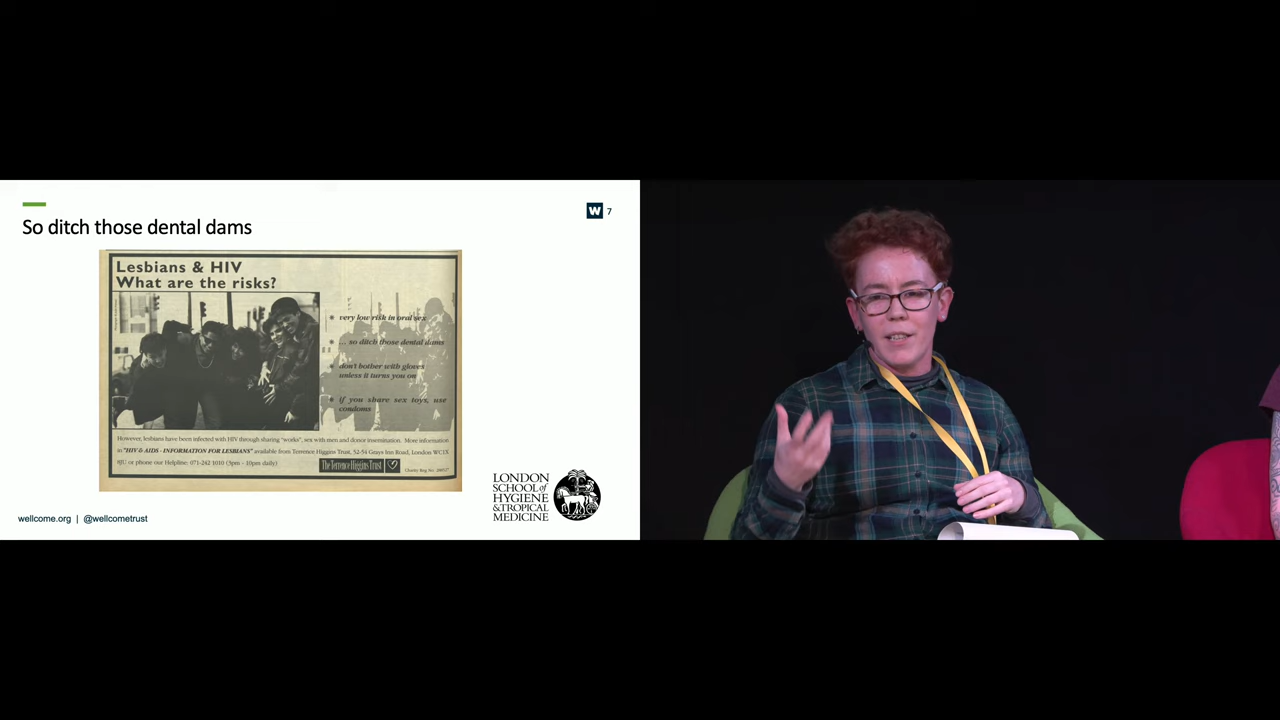 So ditch those dental dams
W 7
Lesbians & HIV
What are the risks?
very low risk in oral sex
... so ditch those dental dams
don't bother with gloves
unless it turns you on
if you share sex toys, use
condoms
However, lesbians have been infected with HIV through sharing "works", sex with men and donor insemination. More information
in "HIV & AIDS - INFORMATION FOR LESBIANS" available from Terrence Higgins Trust, 52-54 Grays Inn Road, London WC1X
8JU or phone our Helpline: 071-242 1010 (3pm - 10pm daily)
The Terrence Higgins Trust
Charity Reg No:
LONDON
SCHOOL of
HYGIENE
& TROPICAL
MEDICINE
wellcome.org | @wellcometrust